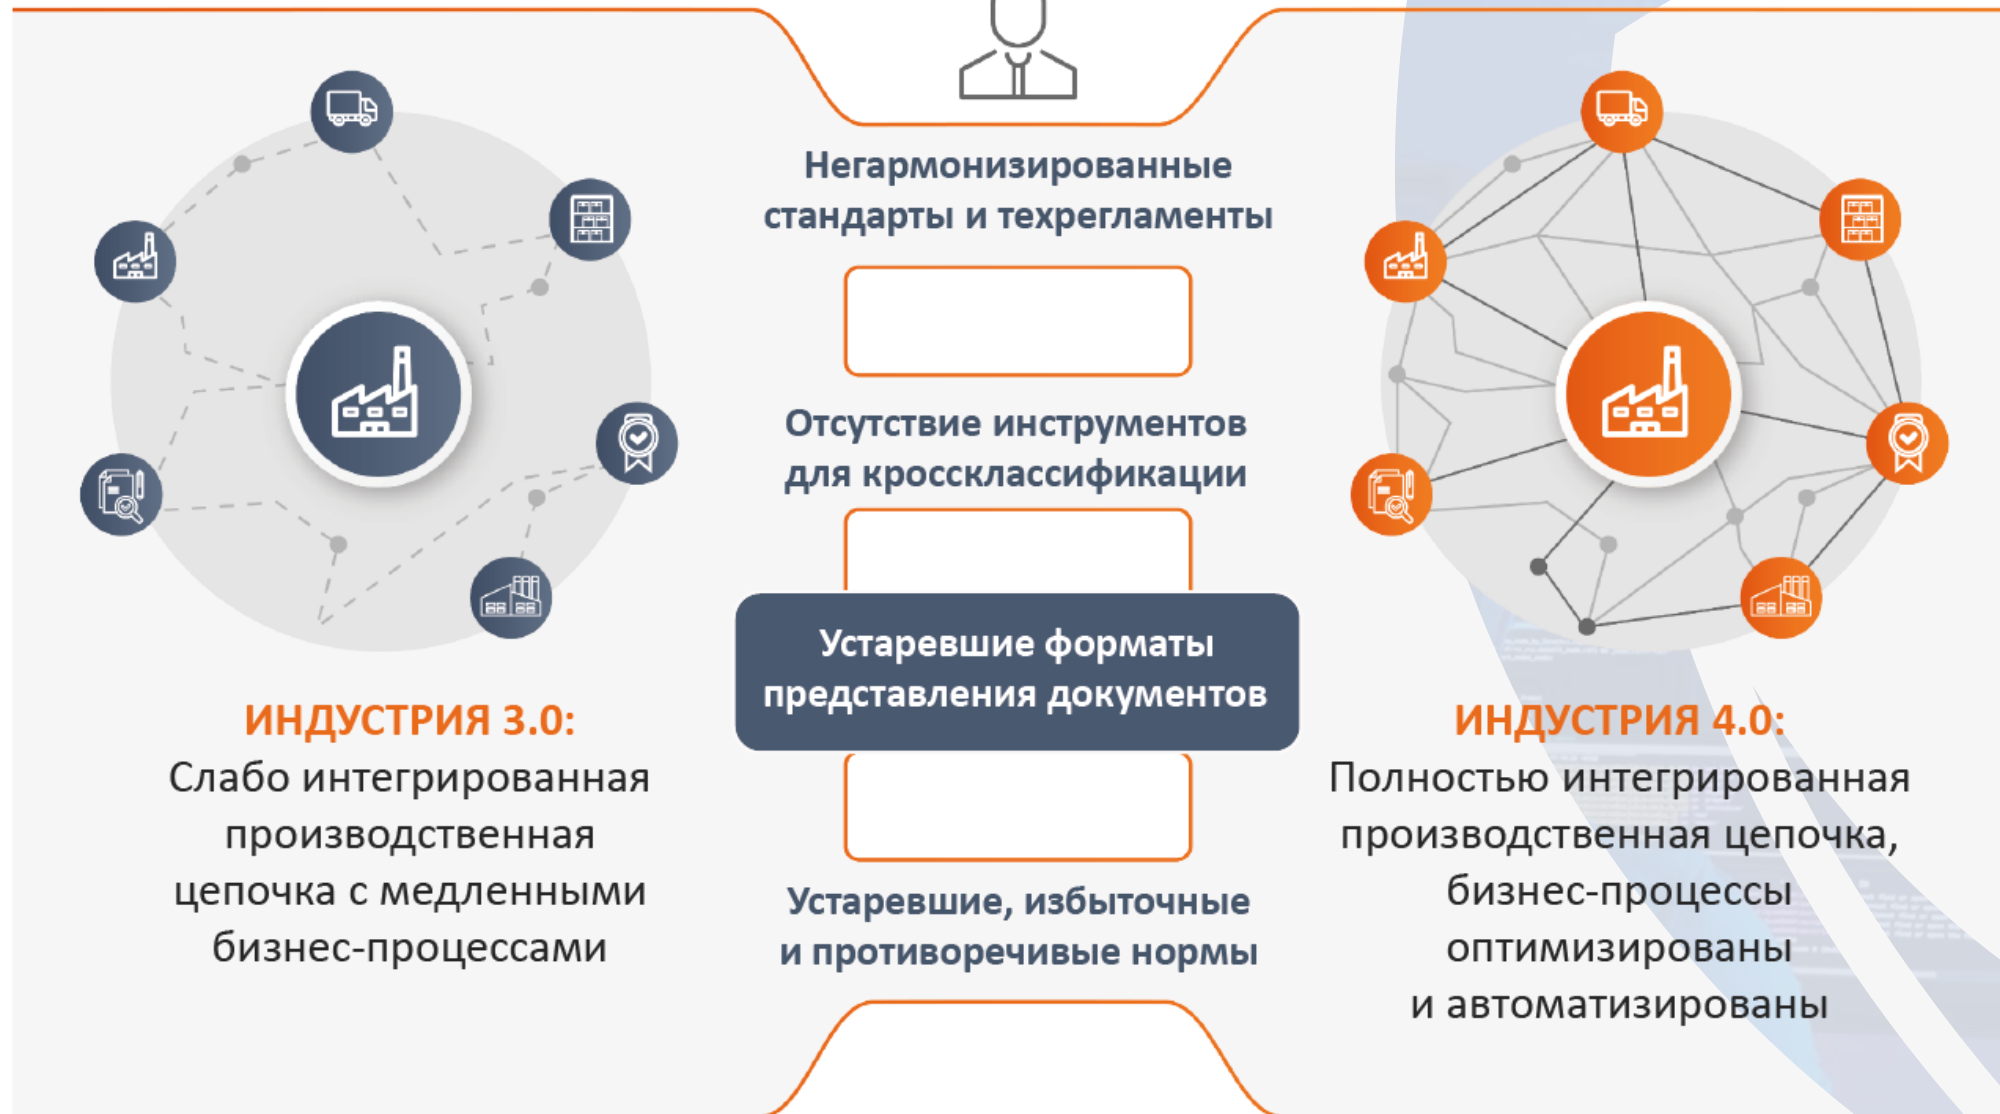 Негармонизированные
стандарты и техрегламенты
Отсутствие инструментов
для кроссклассификации
Устаревшие форматы
представления документов
Устаревшие, избыточные
и противоречивые нормы
ИНДУСТРИЯ 3.0:
Слабо интегрированная
производственная
цепочка с медленными
бизнес-процессами
ИНДУСТРИЯ 4.0:
Полностью интегрированная
производственная цепочка,
бизнес-процессы
оптимизированы
и автоматизированы